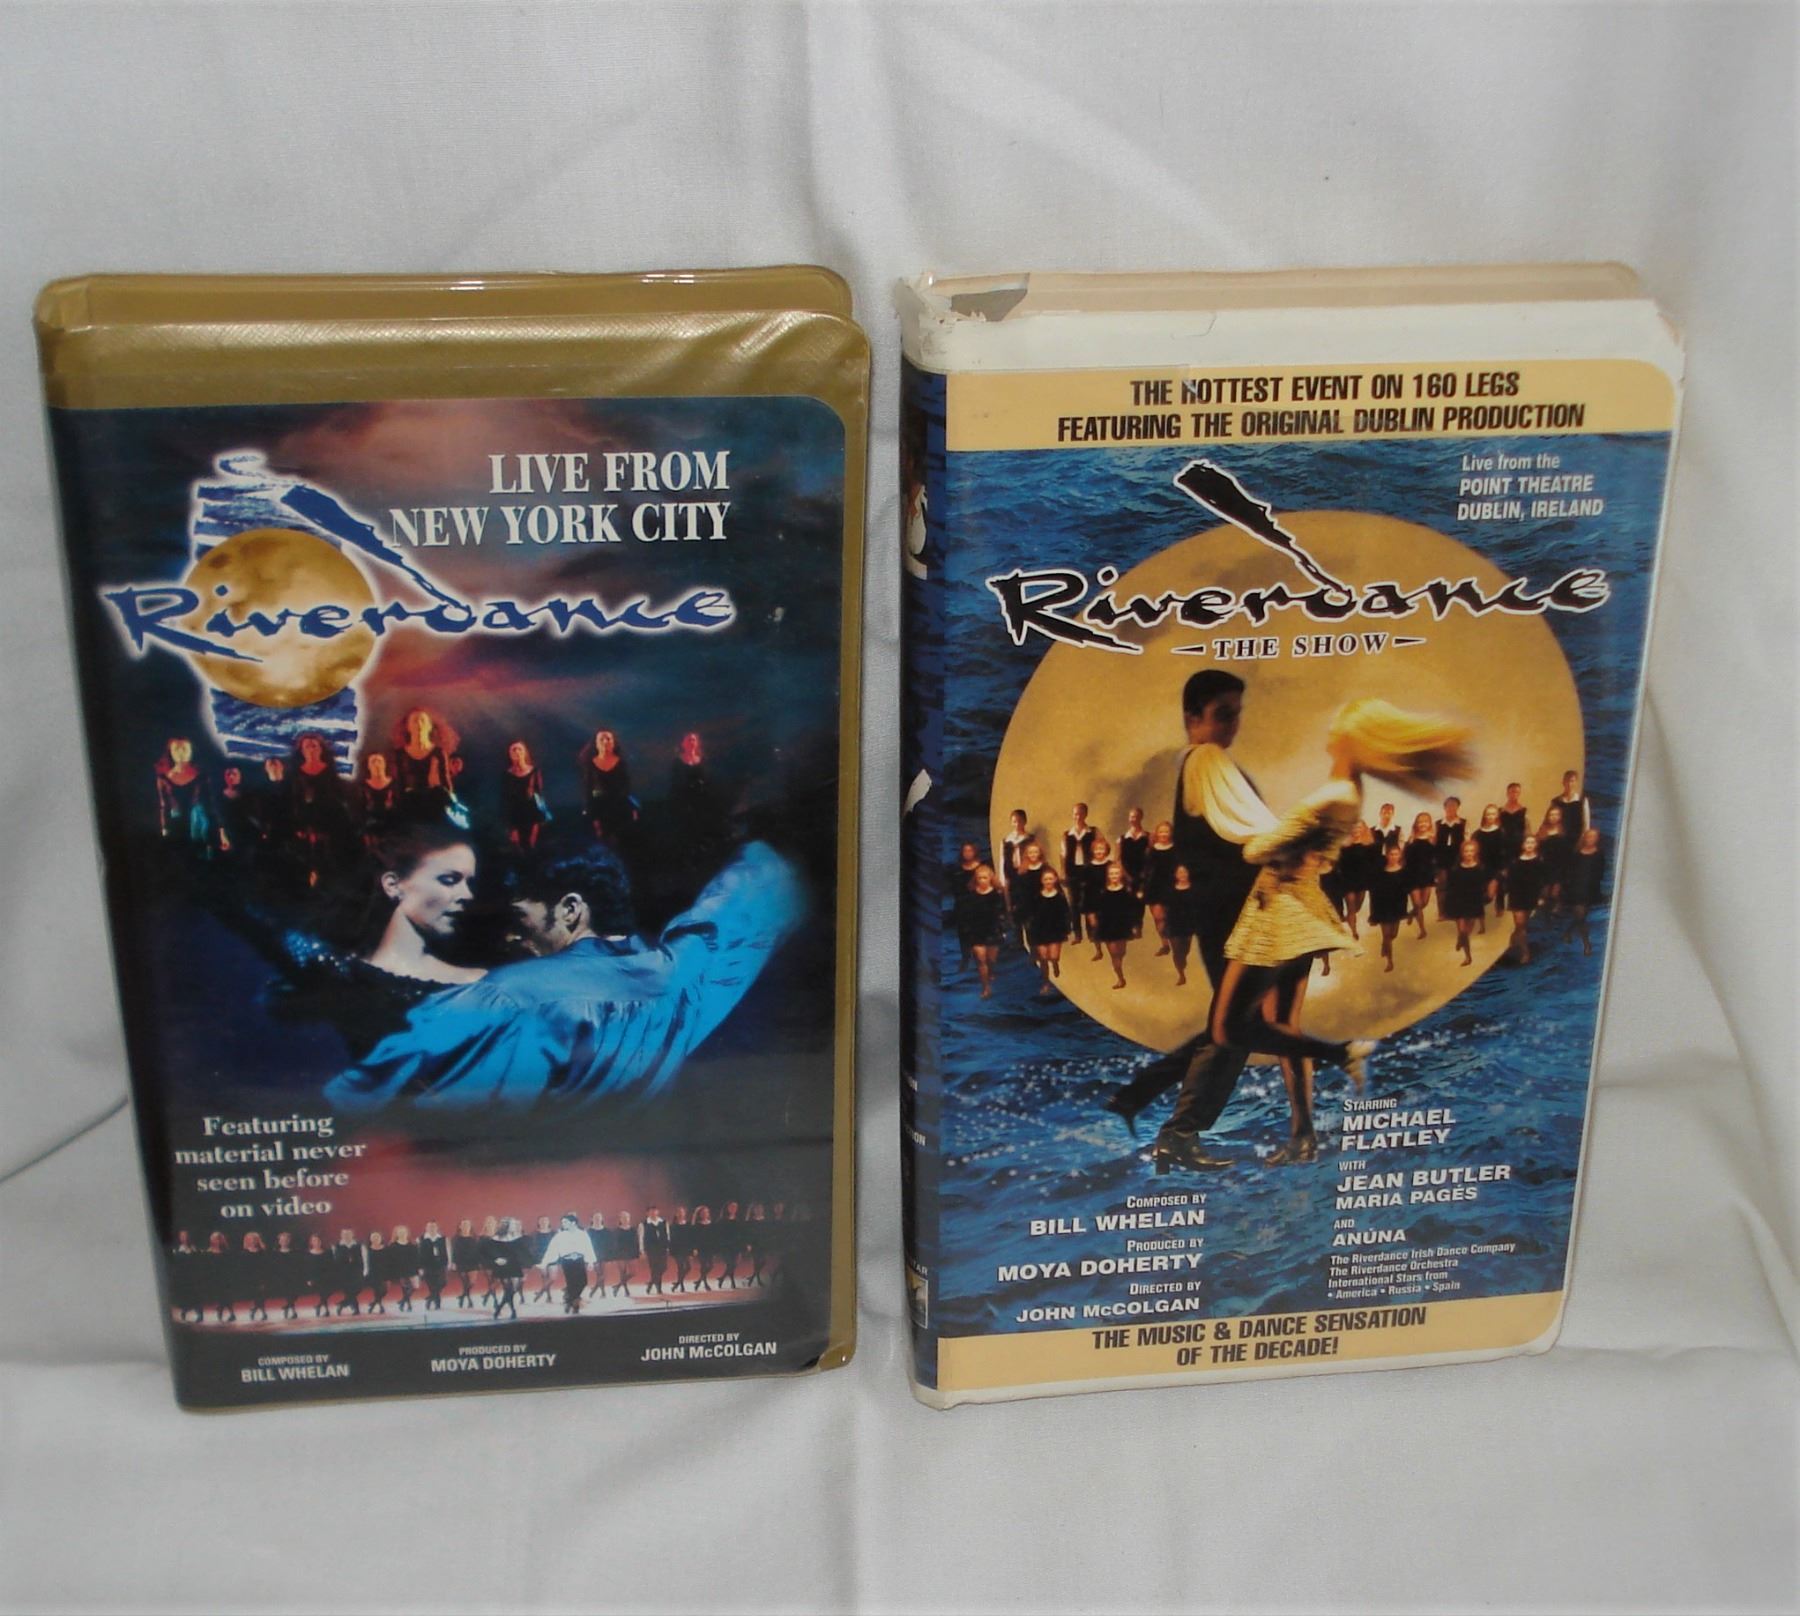 LIVE FROM
NEW YORK CITY
Riverdance
Featuring
material never
seen before
on video
COMPOSED BY
BILL WHELAN
PRODUCED BY
MOYA DOHERTY
DIRECTED BY
JOHN McCOLGAN
THE HOTTEST EVENT ON 160 LEGS
FEATURING THE ORIGINAL DUBLIN PRODUCTION
Live from the
POINT THEATRE
DUBLIN, IRELAND
Riverdance
THE SHOW
STARRING
MICHAEL
FLATLEY
WITH
JEAN BUTLER
MARIA PAGÉS
AND
ANÚNA
The Riverdance Irish Dance Company
The Riverdance Orchestra
International Stars from
• America • Russia • Spain
COMPOSED BY
BILL WHELAN
PRODUCED BY
MOYA DOHERTY
DIRECTED BY
JOHN McCOLGAN
THE MUSIC & DANCE SENSATION
OF THE DECADE!